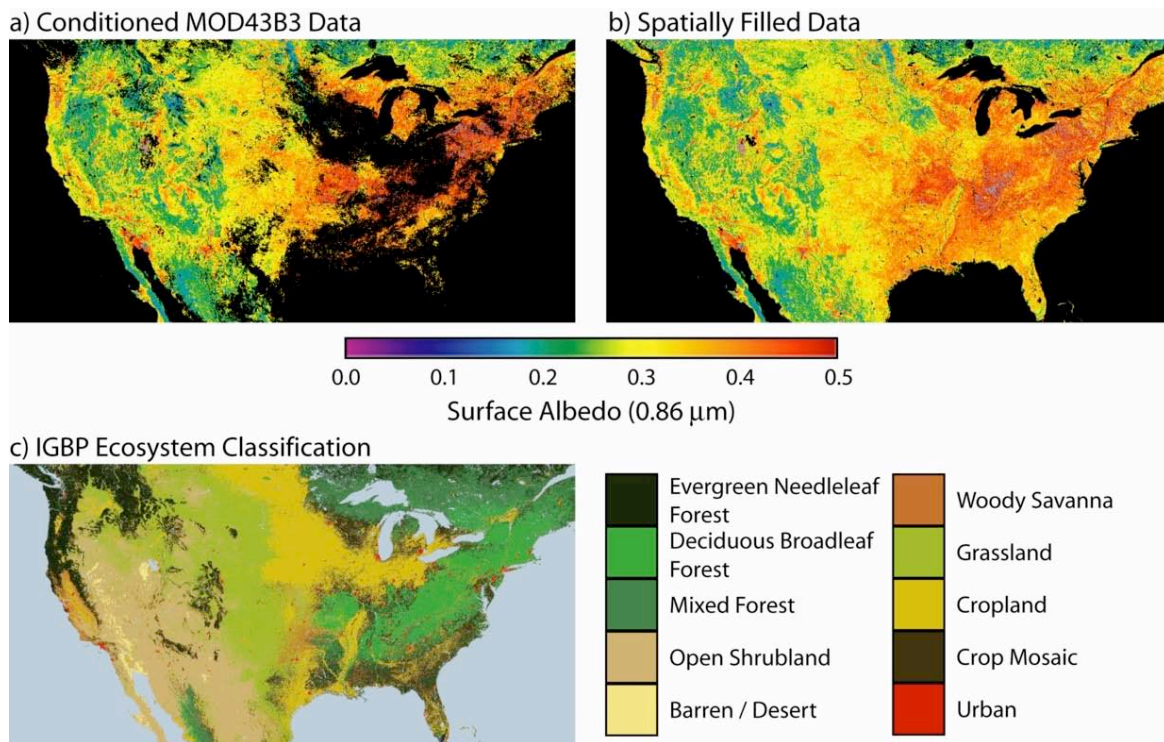 a) Conditioned MOD43B3 Data
b) Spatially Filled Data
0.0 0.1 0.2 0.3 0.4 0.5
Surface Albedo (0.86 μm)
c) IGBP Ecosystem Classification
Evergreen Needleleaf
Forest
Deciduous Broadleaf
Forest
Mixed Forest
Open Shrubland
Barren / Desert
Woody Savanna
Grassland
Cropland
Crop Mosaic
Urban